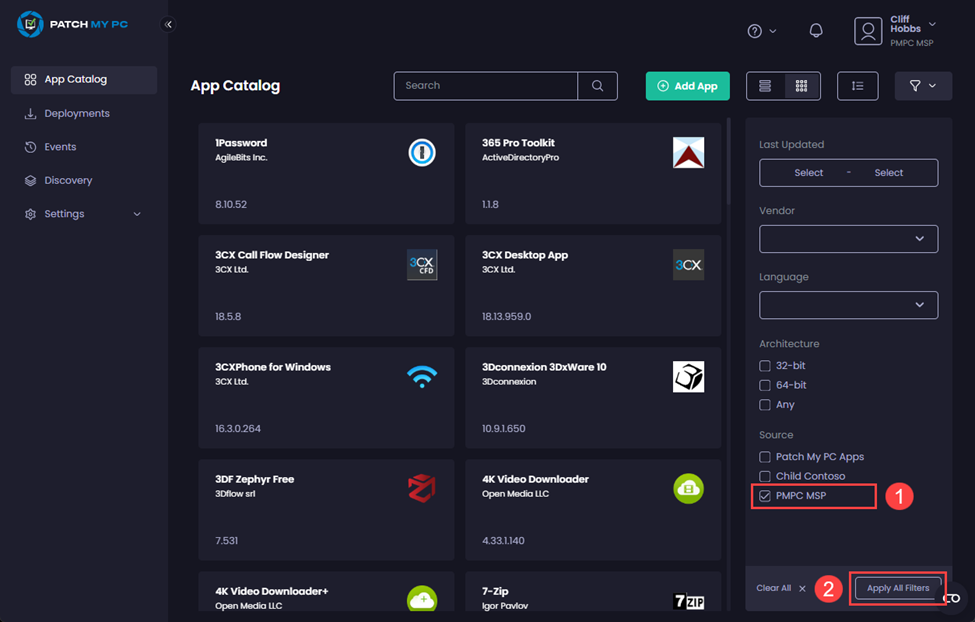 PATCH MY PC
Cliff
Hobbs
PMPC MSP
App Catalog
Deployments
Events
Discovery
Settings
App Catalog
Search
Add App
1Password
AgileBits Inc.
8.10.52
365 Pro Toolkit
ActiveDirectoryPro
1.1.8
3CX Call Flow Designer
3CX Ltd.
3CX
CFD
18.5.8
3CX Desktop App
3CX Ltd.
3CX
18.13.959.0
3CXPhone for Windows
3CX Ltd.
16.3.0.264
3Dconnexion 3DxWare 10
3Dconnexion
10.9.1.650
3DF Zephyr Free
3Dflow srl
7.531
4K Video Downloader
Open Media LLC
4.33.1.140
4K Video Downloader+
Open Media LLC
7-Zip
Igor Pavlov
7ZIP
Last Updated
Select - Select
Vendor
Language
Architecture
32-bit
64-bit
Any
Source
Patch My PC Apps
Child Contoso
PMPC MSP
1
Clear All
2
Apply All Filters